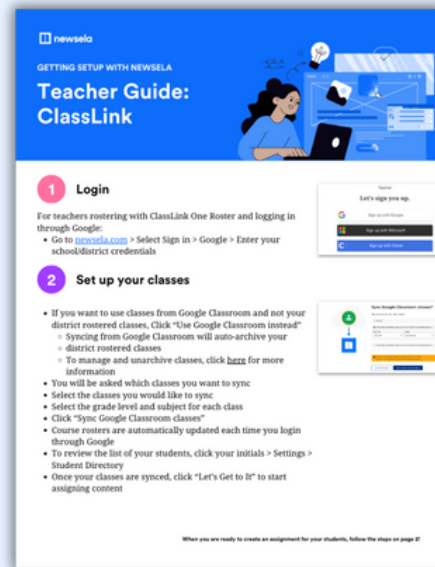 newsela
GETTING SETUP WITH NEWSELA
Teacher Guide:
ClassLink
1 Login
For teachers rostering with ClassLink One Roster and logging in
through Google:
• Go to newsela.com > Select Sign in > Google > Enter your
school/district credentials
Teacher
Let's sign you up.
Sign up with Google
Sign up with Microsoft
Sign up with Clever
2 Set up your classes
• If you want to use classes from Google Classroom and not your
district rostered classes, Click "Use Google Classroom instead"
○ Syncing from Google Classroom will auto-archive your
○ district rostered classes
○ To manage and unarchive classes, click here for more
information
• You will be asked which classes you want to sync
• Select the classes you would like to sync
• Select the grade level and subject for each class
• Click "Sync Google Classroom classes"
• Course rosters are automatically updated each time you login
through Google
• To review the list of your students, click your initials > Settings >
Student Directory
• Once your classes are synced, click "Let's Get to It" to start
assigning content
Sync Google Classroom classes?
When you are ready to create an assignment for your students, follow the steps on page 2!